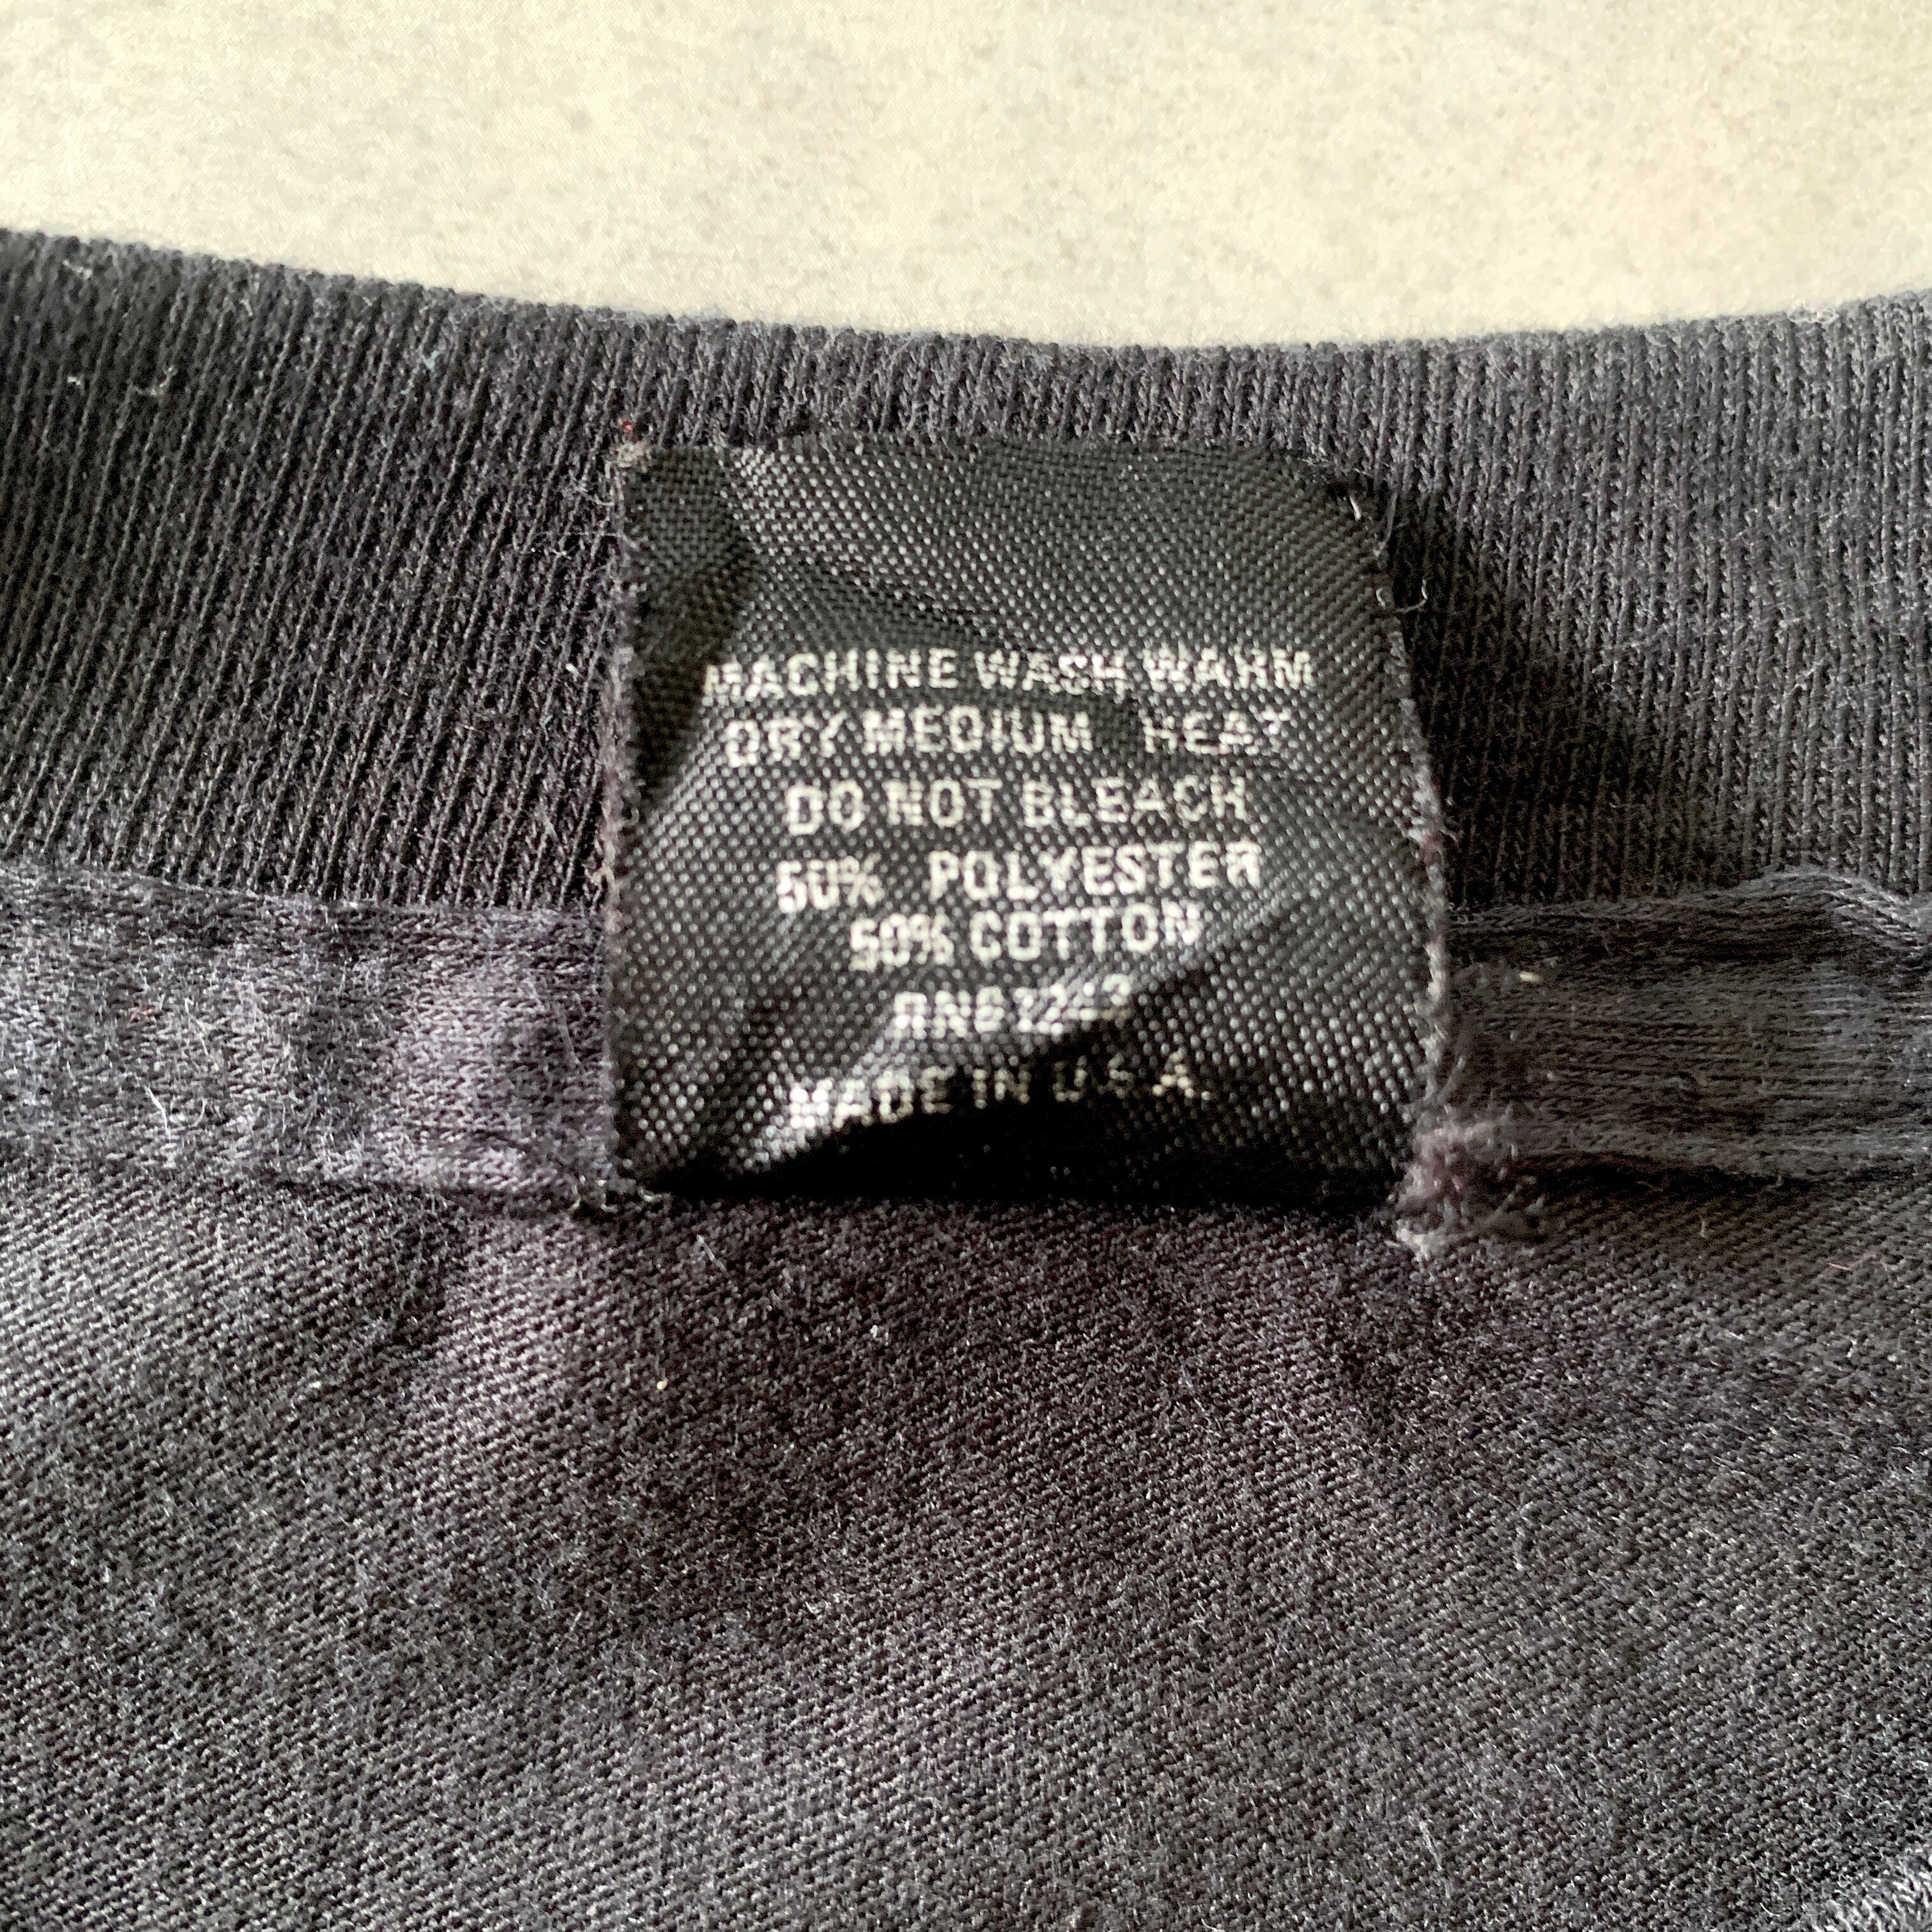 MACHINE WASH WARM
DRY MEDIUM HEAT
DO NOT BLEACH
50% POLYESTER
50% COTTON
MADE IN U.S.A.